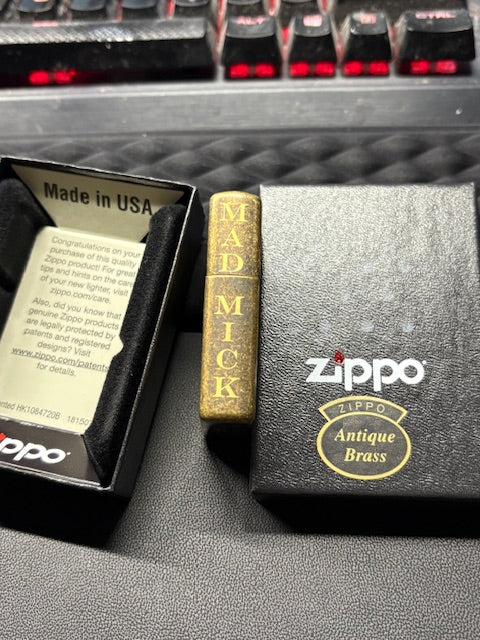 ALT
CTRL
Made in USA
Congratulations on your
purchase of this quality
Zippo product! For great
tips and hints on the care
of your new lighter, visit
zippo.com/care.
Also, did you know that
genuine Zippo products
are legally protected by
patents and registered
designs? Visit
www.zippo.com/patents
for details.
HK1084720B 18150
ippo
MAD MICK
zippo
ZIPPO
Antique
Brass